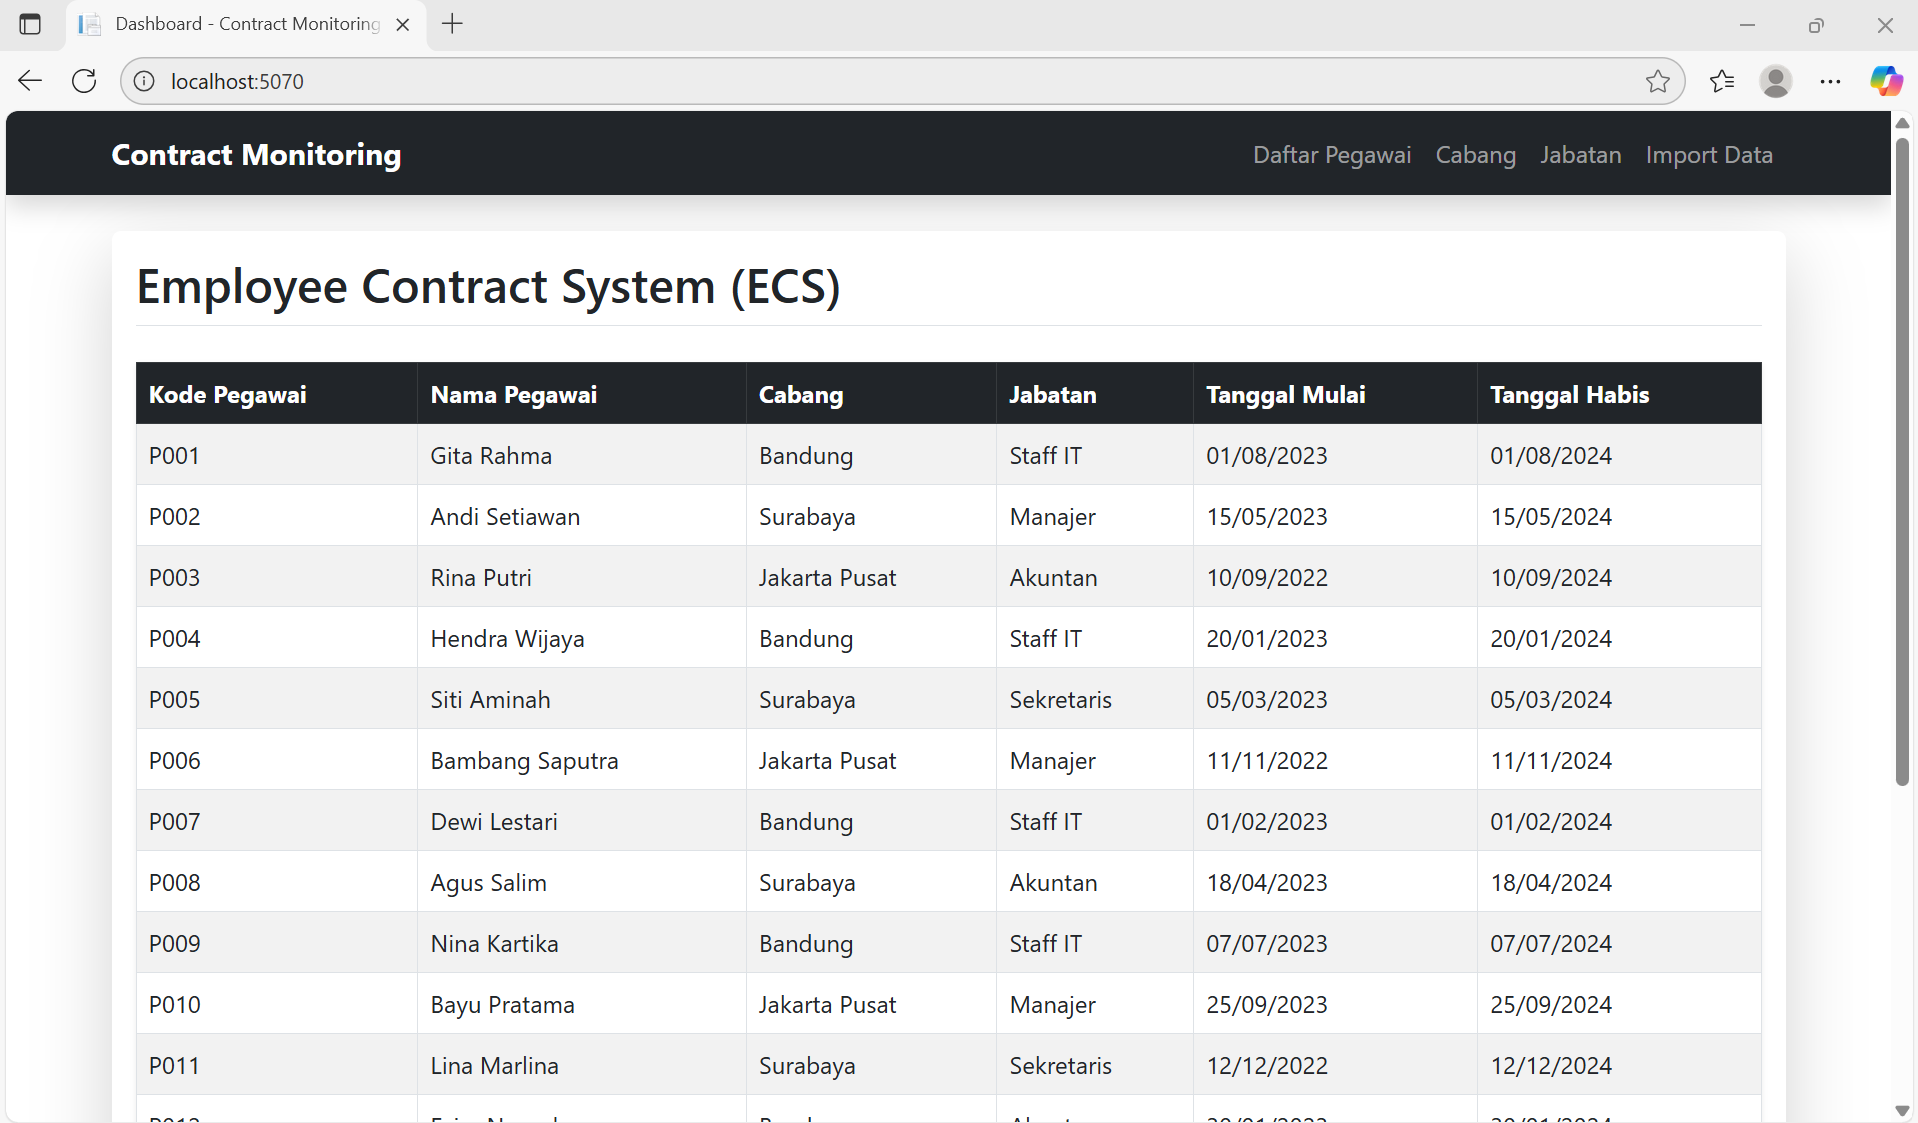 Dashboard - Contract Monitoring
localhost:5070
Contract Monitoring
Daftar Pegawai Cabang Jabatan Import Data
Employee Contract System (ECS)
Kode Pegawai Nama Pegawai Cabang Jabatan Tanggal Mulai Tanggal Habis
P001 Gita Rahma Bandung Staff IT 01/08/2023 01/08/2024
P002 Andi Setiawan Surabaya Manajer 15/05/2023 15/05/2024
P003 Rina Putri Jakarta Pusat Akuntan 10/09/2022 10/09/2024
P004 Hendra Wijaya Bandung Staff IT 20/01/2023 20/01/2024
P005 Siti Aminah Surabaya Sekretaris 05/03/2023 05/03/2024
P006 Bambang Saputra Jakarta Pusat Manajer 11/11/2022 11/11/2024
P007 Dewi Lestari Bandung Staff IT 01/02/2023 01/02/2024
P008 Agus Salim Surabaya Akuntan 18/04/2023 18/04/2024
P009 Nina Kartika Bandung Staff IT 07/07/2023 07/07/2024
P010 Bayu Pratama Jakarta Pusat Manajer 25/09/2023 25/09/2024
P011 Lina Marlina Surabaya Sekretaris 12/12/2022 12/12/2024